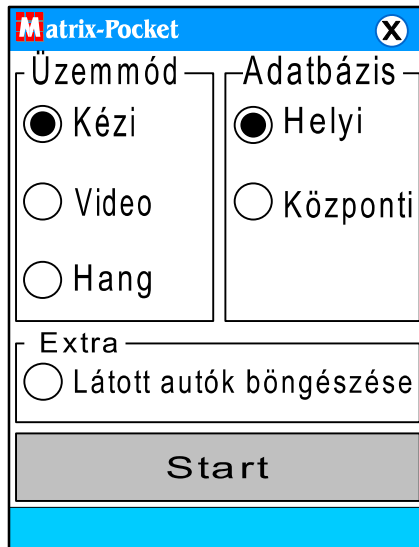 Matrix-Pocket X
Üzemmód
Kézi
Video
Hang
Adatbázis
Helyi
Központi
Extra
Látott autók böngészése
Start